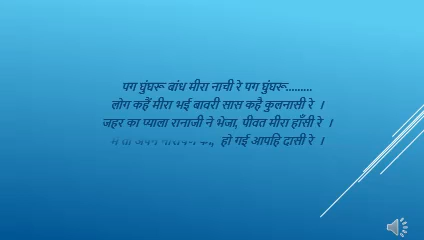 पग घुंघरू बांध मीरा नाची रे पग घुंघरू.........
लोग कहैं मीरा भई बावरी सास कहै कुलनासी रे ।
जहर का प्याला रानाजी ने भेजा, पीवत मीरा हाँसी रे ।
हो गई आपहि दासी रे ।